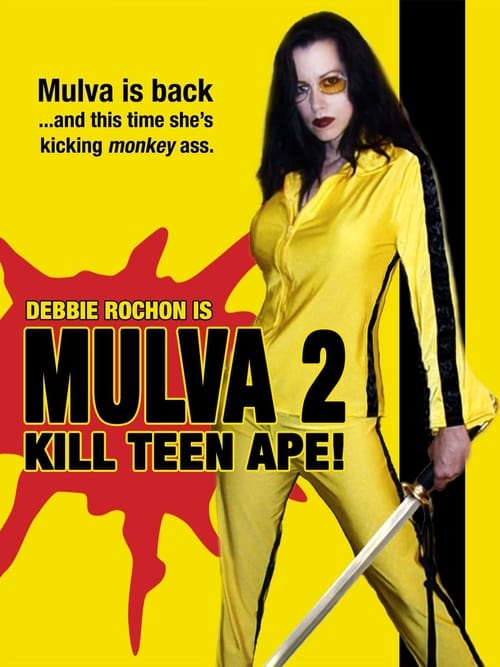 Mulva is back
...and this time she's
kicking monkey ass.
DEBBIE ROCHON IS
MULVA 2
KILL TEEN APE!